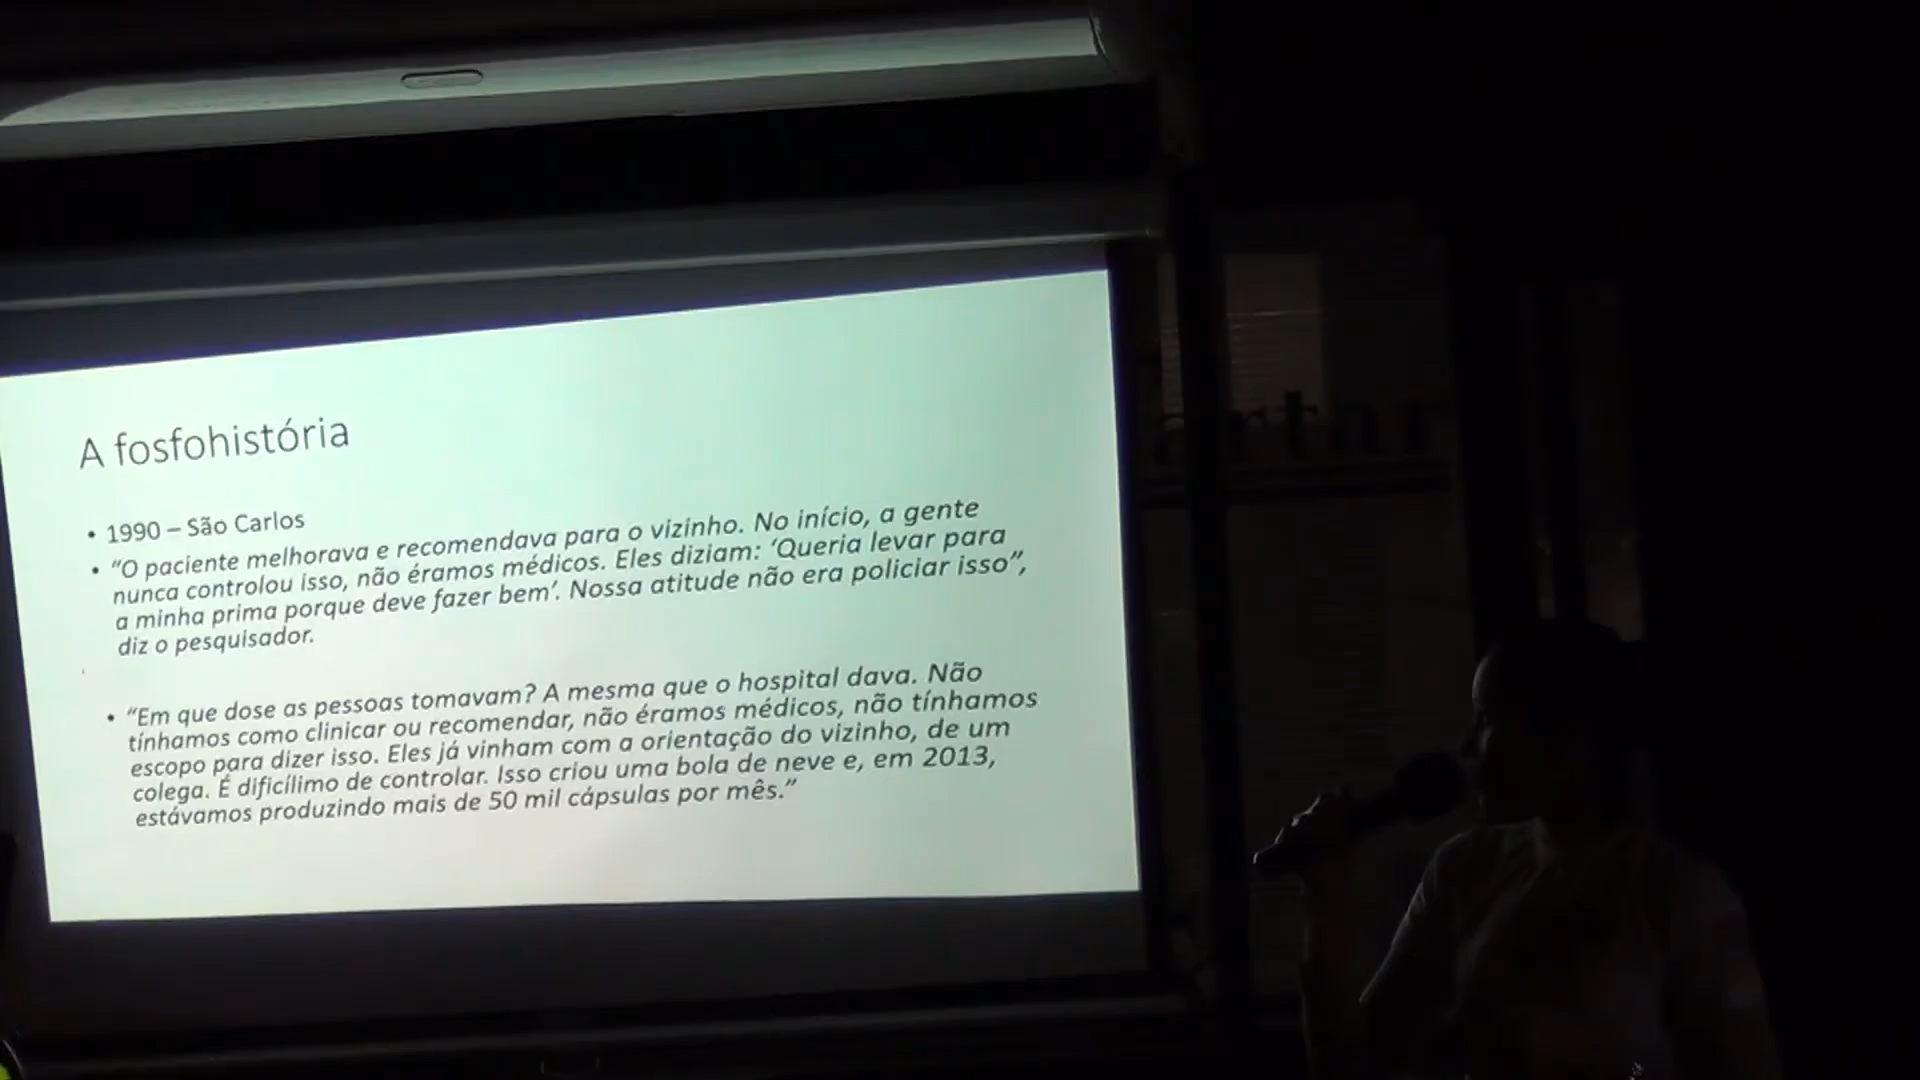 A fosfohistória
• 1990 – São Carlos
• “O paciente melhorava e recomendava para o vizinho. No início, a gente
nunca controlou isso, não éramos médicos. Eles diziam: ‘Queria levar para
a minha prima porque deve fazer bem’. Nossa atitude não era policiar isso”,
diz o pesquisador.
• “Em que dose as pessoas tomavam? A mesma que o hospital dava. Não
tínhamos como clinicar ou recomendar, não éramos médicos, não tínhamos
escopo para dizer isso. Eles já vinham com a orientação do vizinho, de um
colega. É dificílimo de controlar. Isso criou uma bola de neve e, em 2013,
estávamos produzindo mais de 50 mil cápsulas por mês.”